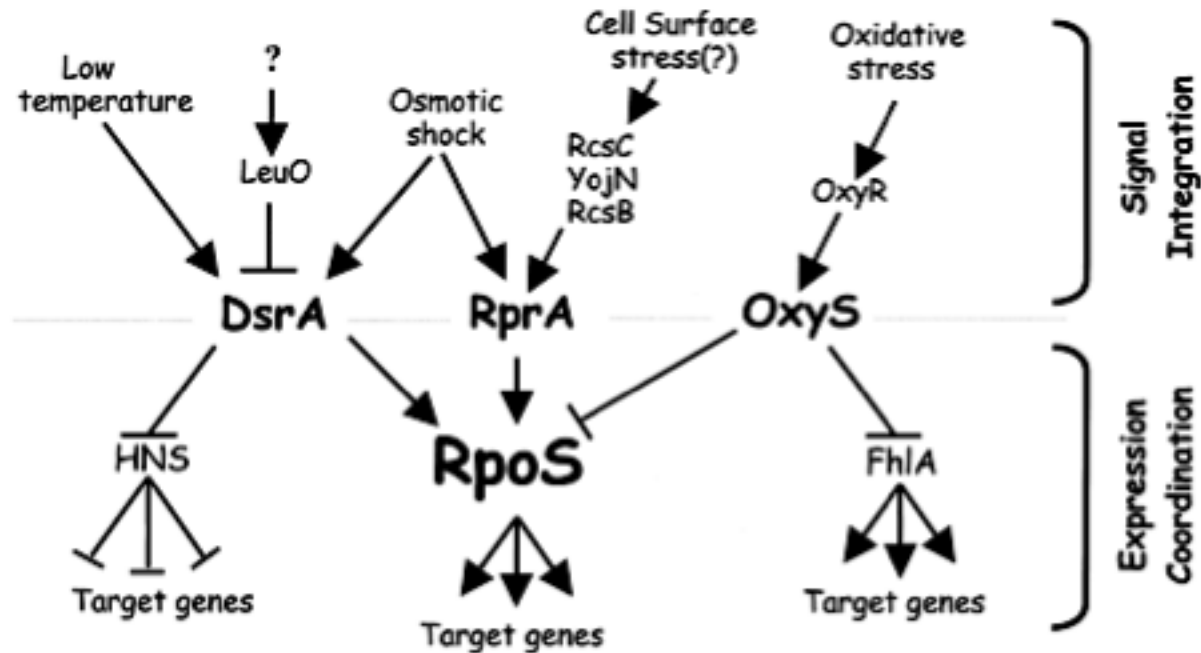 Low
temperature
?
LeuO
Osmotic
shock
Cell Surface
stress(?)
RcsC
YojN
RcsB
Oxidative
stress
OxyR
Signal
Integration
DsrA
RprA
OxyS
HNS
RpoS
FhlA
Target genes
Target genes
Target genes
Expression
Coordination